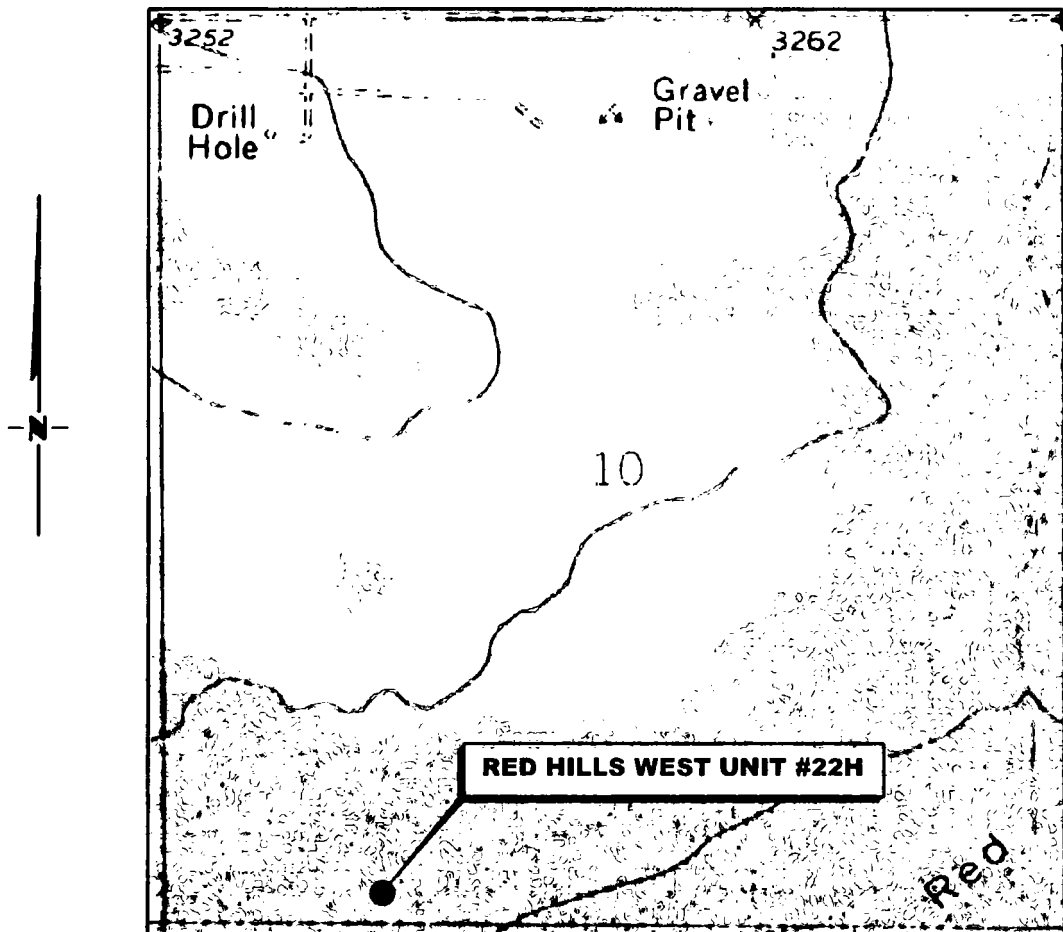 3252
3262
Drill
Hole
Gravel
Pit
N
10
RED HILLS WEST UNIT #22H
Red